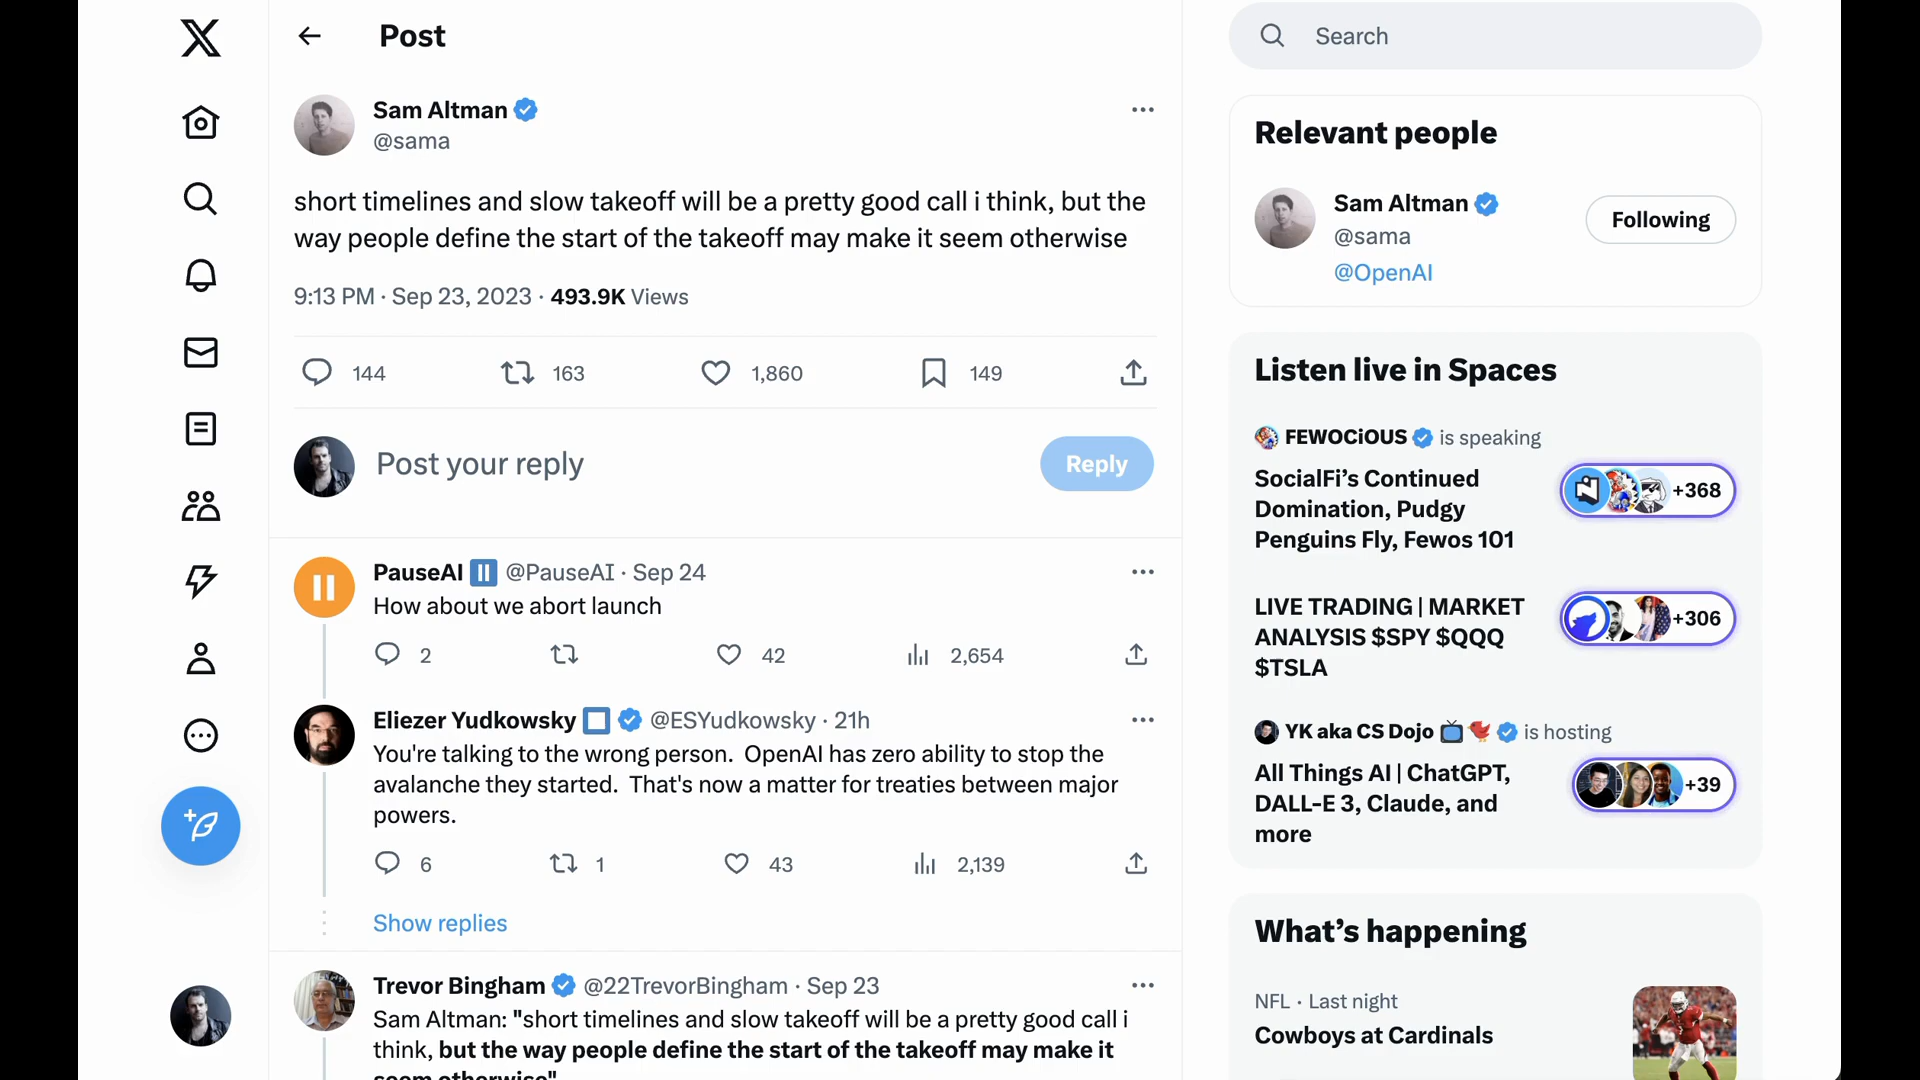 Post
Sam Altman
@sama
short timelines and slow takeoff will be a pretty good call i think, but the
way people define the start of the takeoff may make it seem otherwise
9:13 PM · Sep 23, 2023 · 493.9K Views
144 163 1,860 149
Post your reply
Reply
PauseAI @PauseAI · Sep 24
How about we abort launch
2 42 2,654
Eliezer Yudkowsky @ESYudkowsky · 21h
You're talking to the wrong person. OpenAI has zero ability to stop the
avalanche they started. That's now a matter for treaties between major
powers.
6 1 43 2,139
Show replies
Trevor Bingham @22TrevorBingham · Sep 23
Sam Altman: "short timelines and slow takeoff will be a pretty good call i
think, but the way people define the start of the takeoff may make it
seem otherwise"
Search
Relevant people
Sam Altman
@sama
Following
@OpenAI
Listen live in Spaces
FEWOCiOUS is speaking
SocialFi's Continued
Domination, Pudgy
Penguins Fly, Fewos 101
+368
LIVE TRADING | MARKET
ANALYSIS $SPY $QQQ
$TSLA
+306
YK aka CS Dojo is hosting
All Things AI | ChatGPT,
DALL-E 3, Claude, and
more
+39
What's happening
NFL · Last night
Cowboys at Cardinals